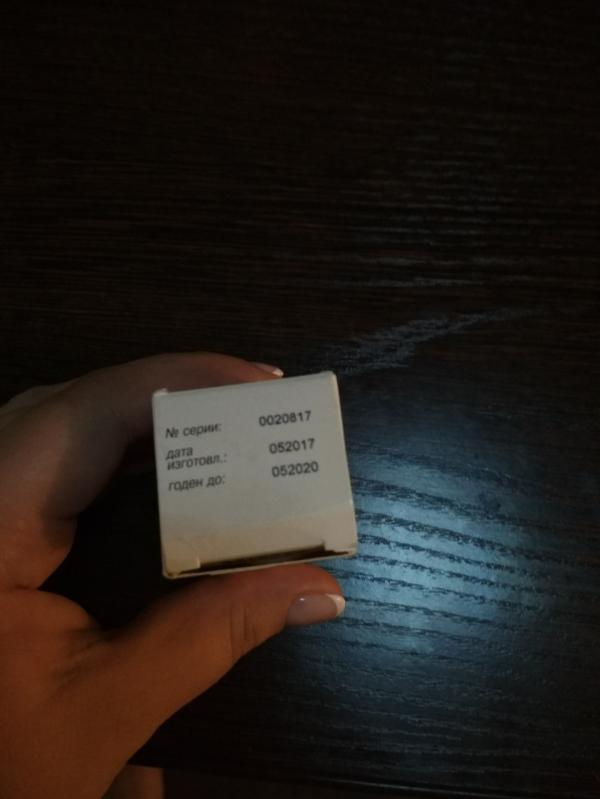 № серии: 0020817
дата
изготовл.: 052017
годен до: 052020